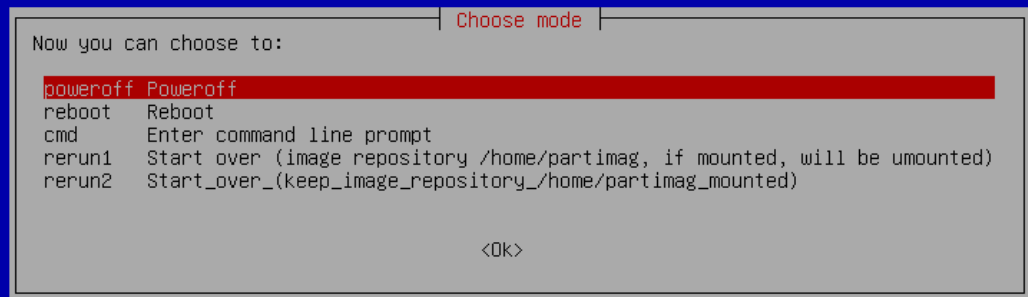 Choose mode
Now you can choose to:
poweroff Poweroff
reboot Reboot
cmd Enter command line prompt
rerun1 Start over (image repository /home/partimag, if mounted, will be umounted)
rerun2 Start_over_(keep_image_repository_/home/partimag_mounted)
<Ok>